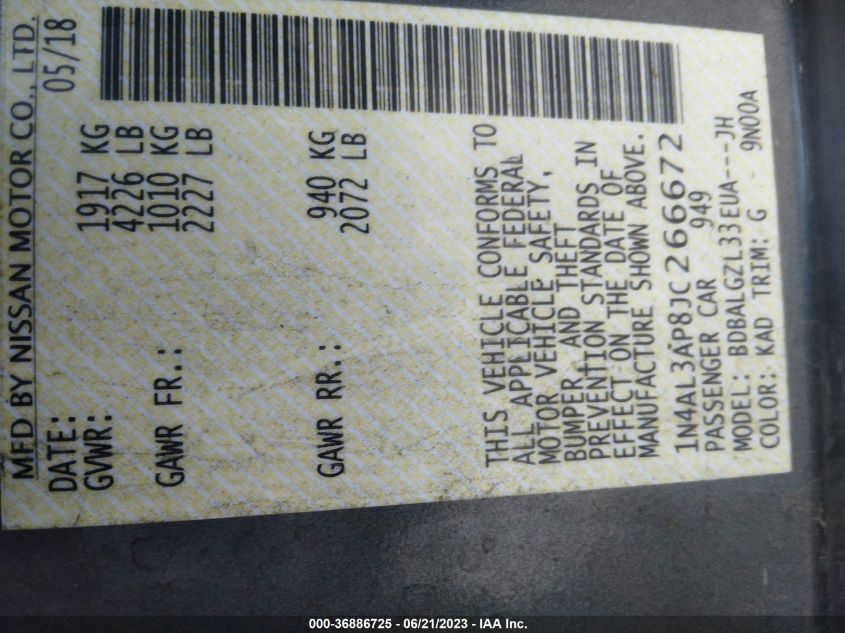 MFD BY NISSAN MOTOR CO., LTD.
DATE: 05/18
GVWR: 1917 KG
4226 LB
GAWR FR.: 1010 KG
2227 LB
GAWR RR.: 940 KG
2072 LB
THIS VEHICLE CONFORMS TO
ALL APPLICABLE FEDERAL
MOTOR VEHICLE SAFETY,
BUMPER AND THEFT
PREVENTION STANDARDS IN
EFFECT ON THE DATE OF
MANUFACTURE SHOWN ABOVE.
1N4AL3AP8JC266672
PASSENGER CAR 949
MODEL: BDBALGZL33EUA---JH
COLOR: KAD TRIM: G 9N00A
000-36886725 - 06/21/2023 - IAA Inc.